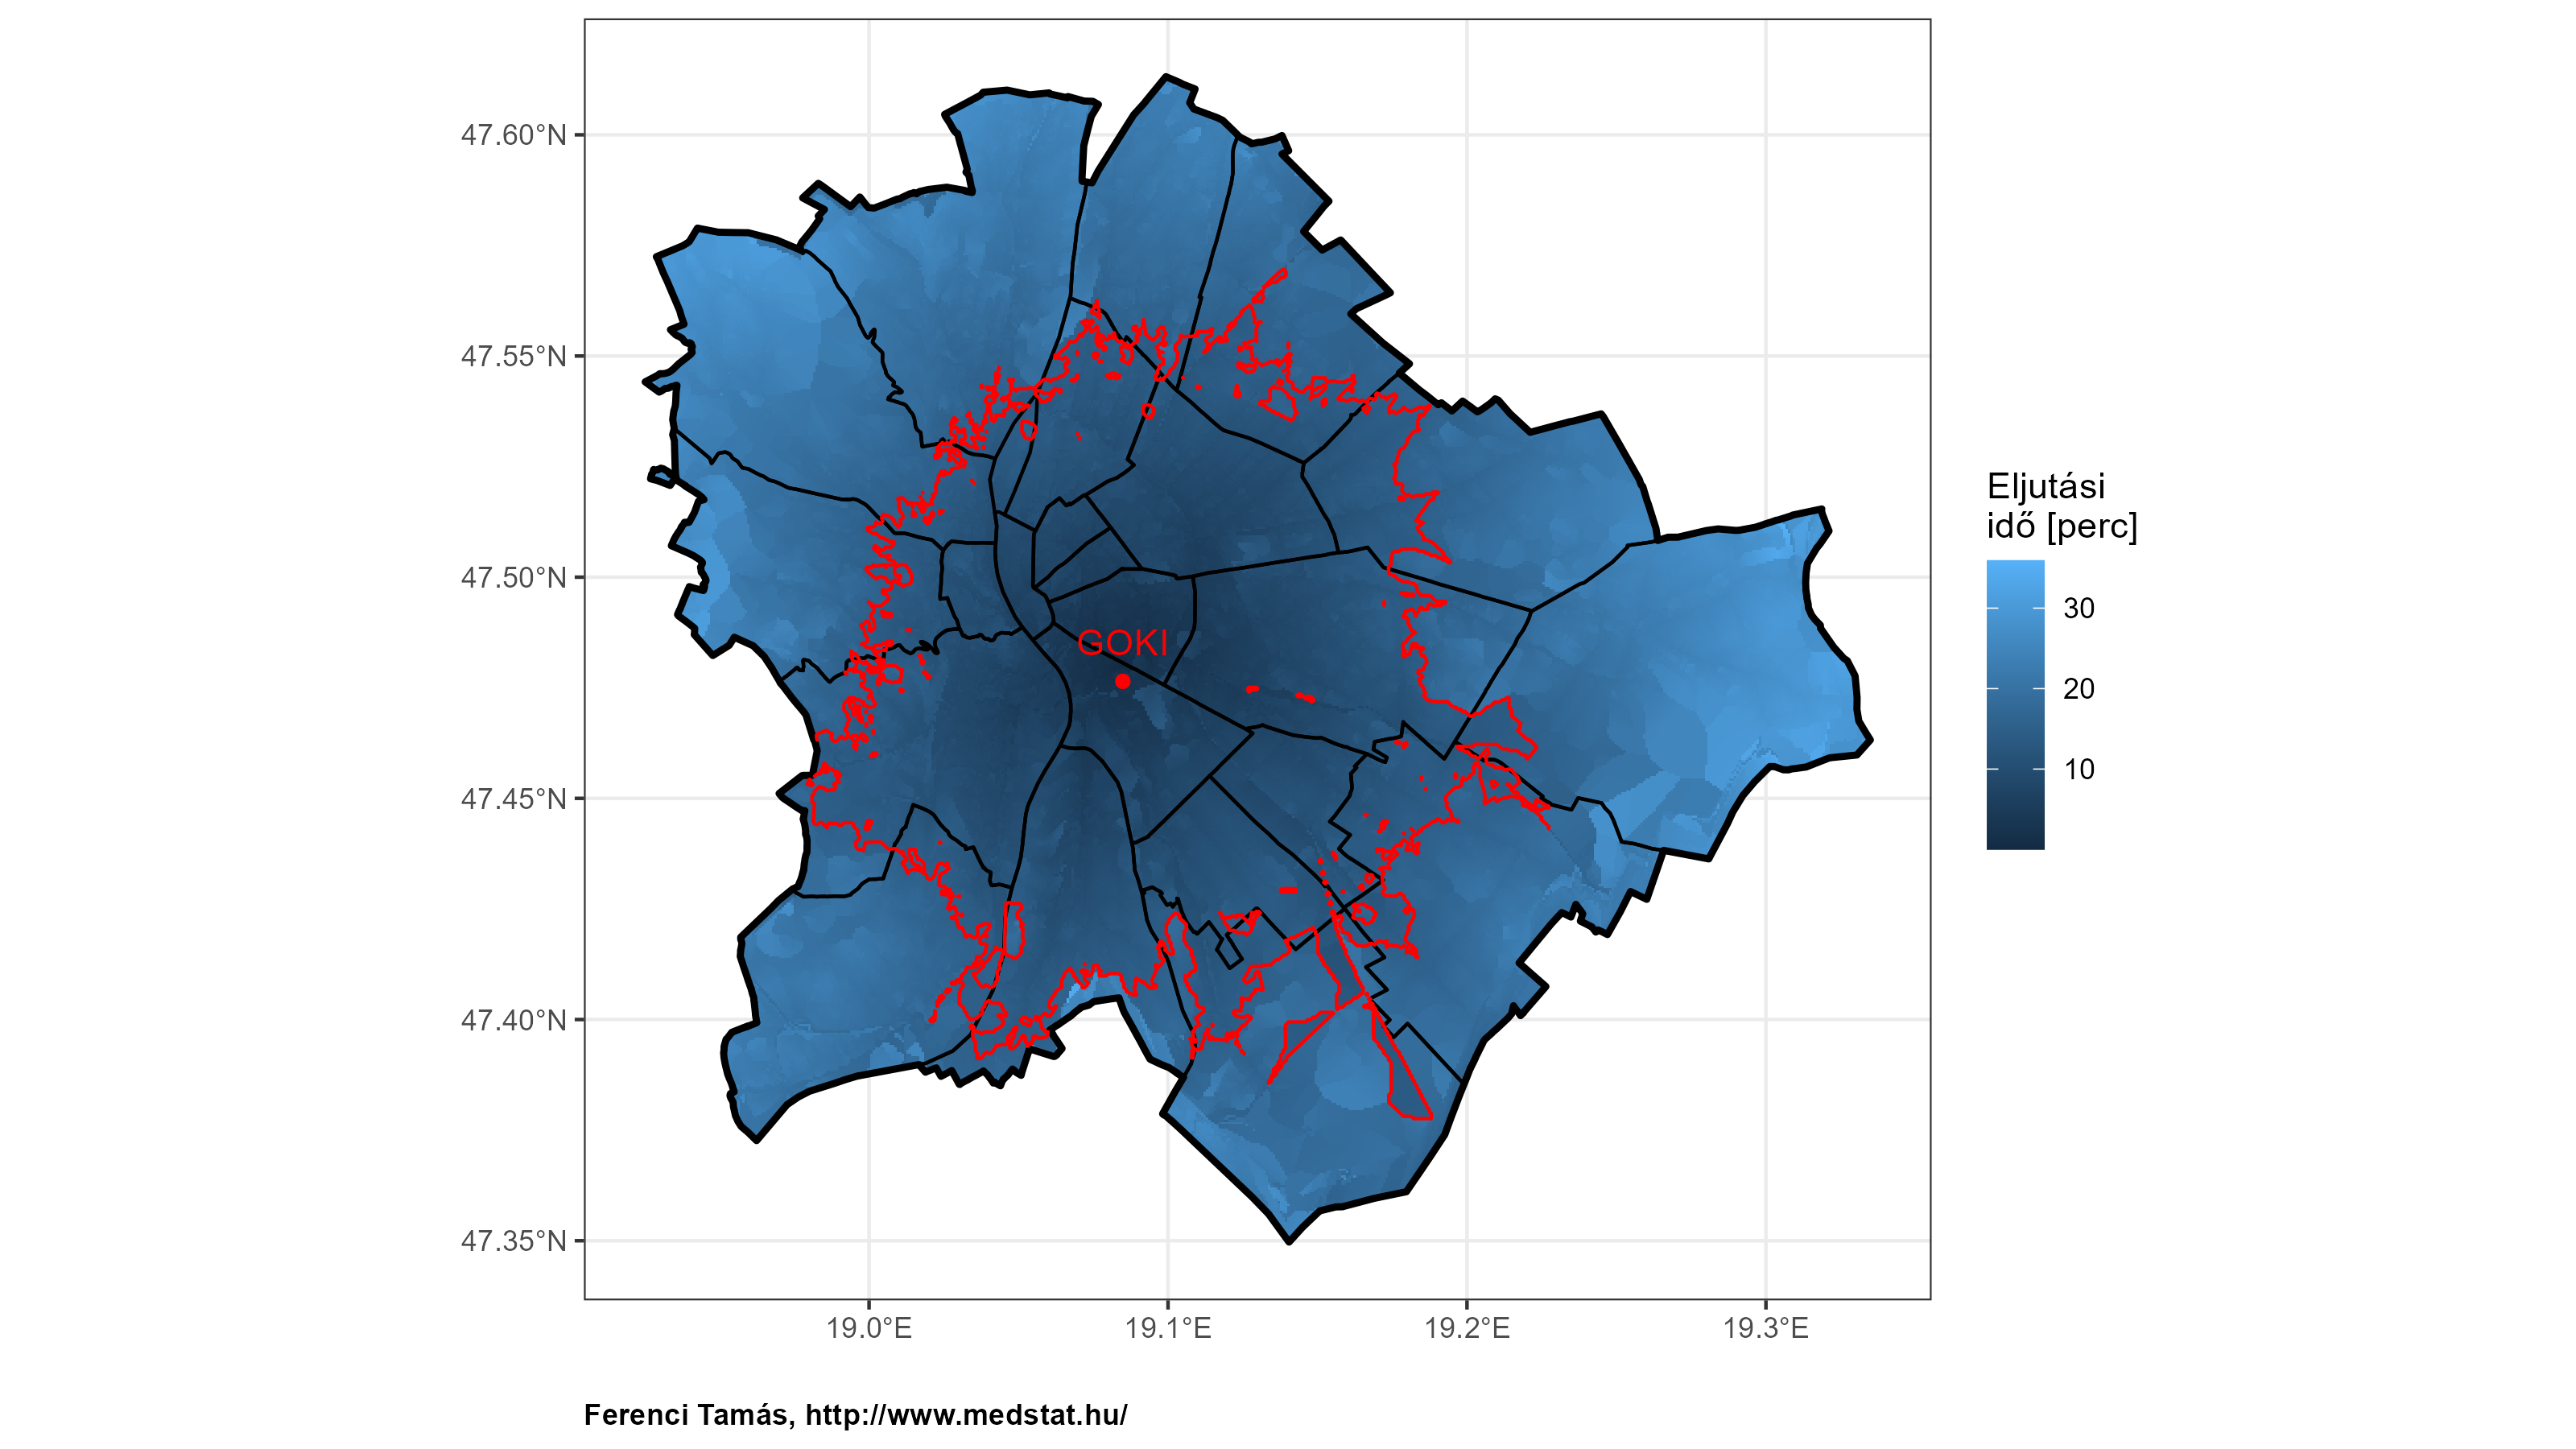 47.60°N
47.55°N
47.50°N
47.45°N
47.40°N
47.35°N
19.0°E
19.1°E
19.2°E
19.3°E
GOKI
Eljutási
idő [perc]
30
20
10
Ferenci Tamás, http://www.medstat.hu/